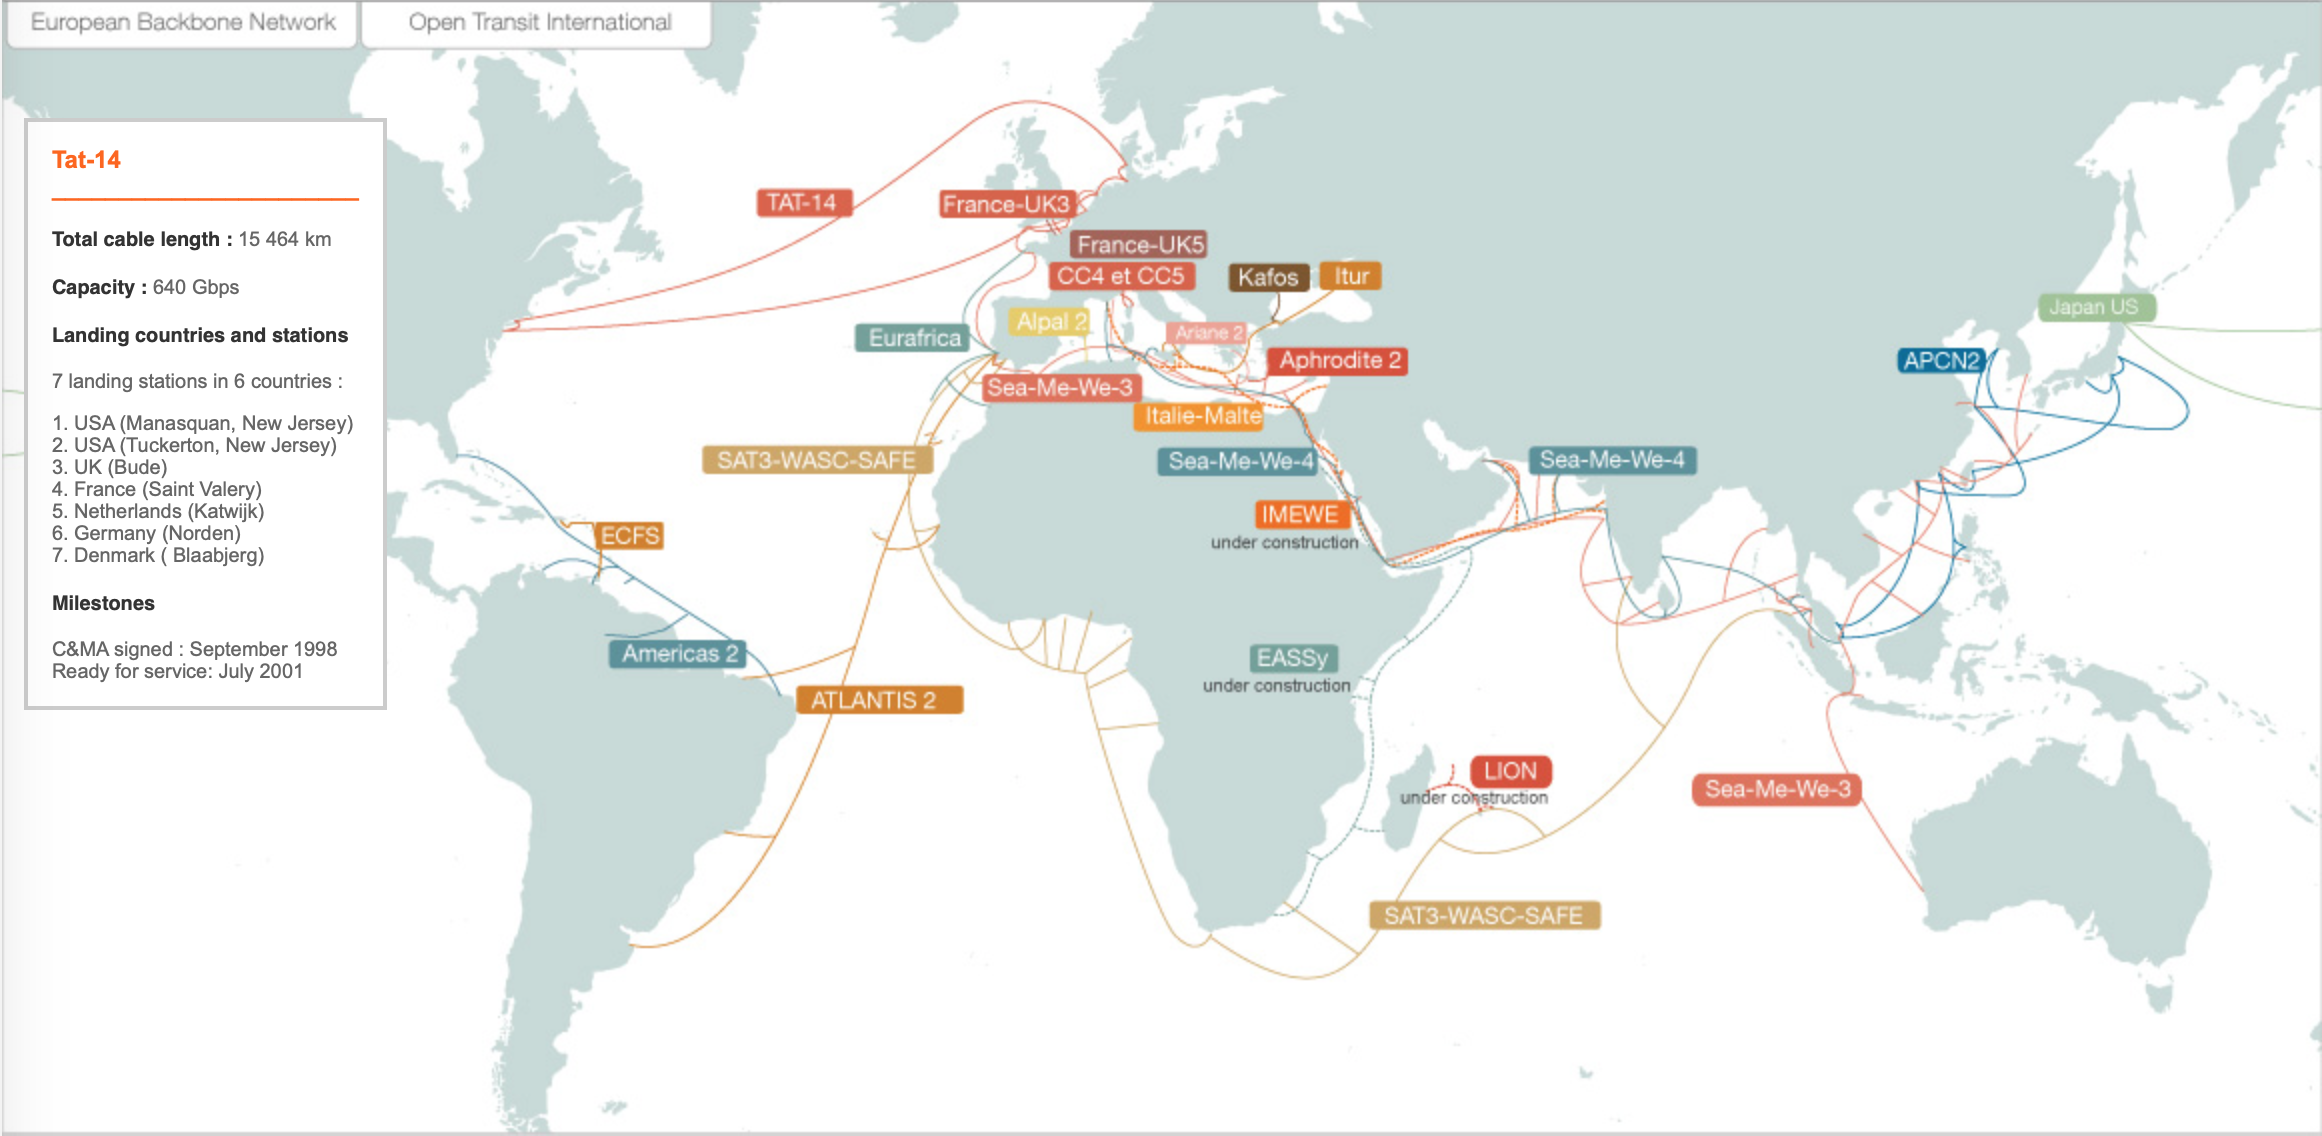 European Backbone Network
Open Transit International
Tat-14
Total cable length : 15 464 km
Capacity : 640 Gbps
Landing countries and stations
7 landing stations in 6 countries :
1. USA (Manasquan, New Jersey)
2. USA (Tuckerton, New Jersey)
3. UK (Bude)
4. France (Saint Valery)
5. Netherlands (Katwijk)
6. Germany (Norden)
7. Denmark ( Blaabjerg)
Milestones
C&MA signed : September 1998
Ready for service: July 2001
TAT-14
France-UK3
France-UK5
CC4 et CC5
Kafos
Itur
Alpal 2
Ariane 2
Eurafrica
Aphrodite 2
Sea-Me-We-3
Italie-Malte
SAT3-WASC-SAFE
Sea-Me-We-4
Sea-Me-We-4
Japan US
APCN2
IMEWE
under construction
ECFS
Americas 2
EASSy
under construction
ATLANTIS 2
LION
under construction
Sea-Me-We-3
SAT3-WASC-SAFE